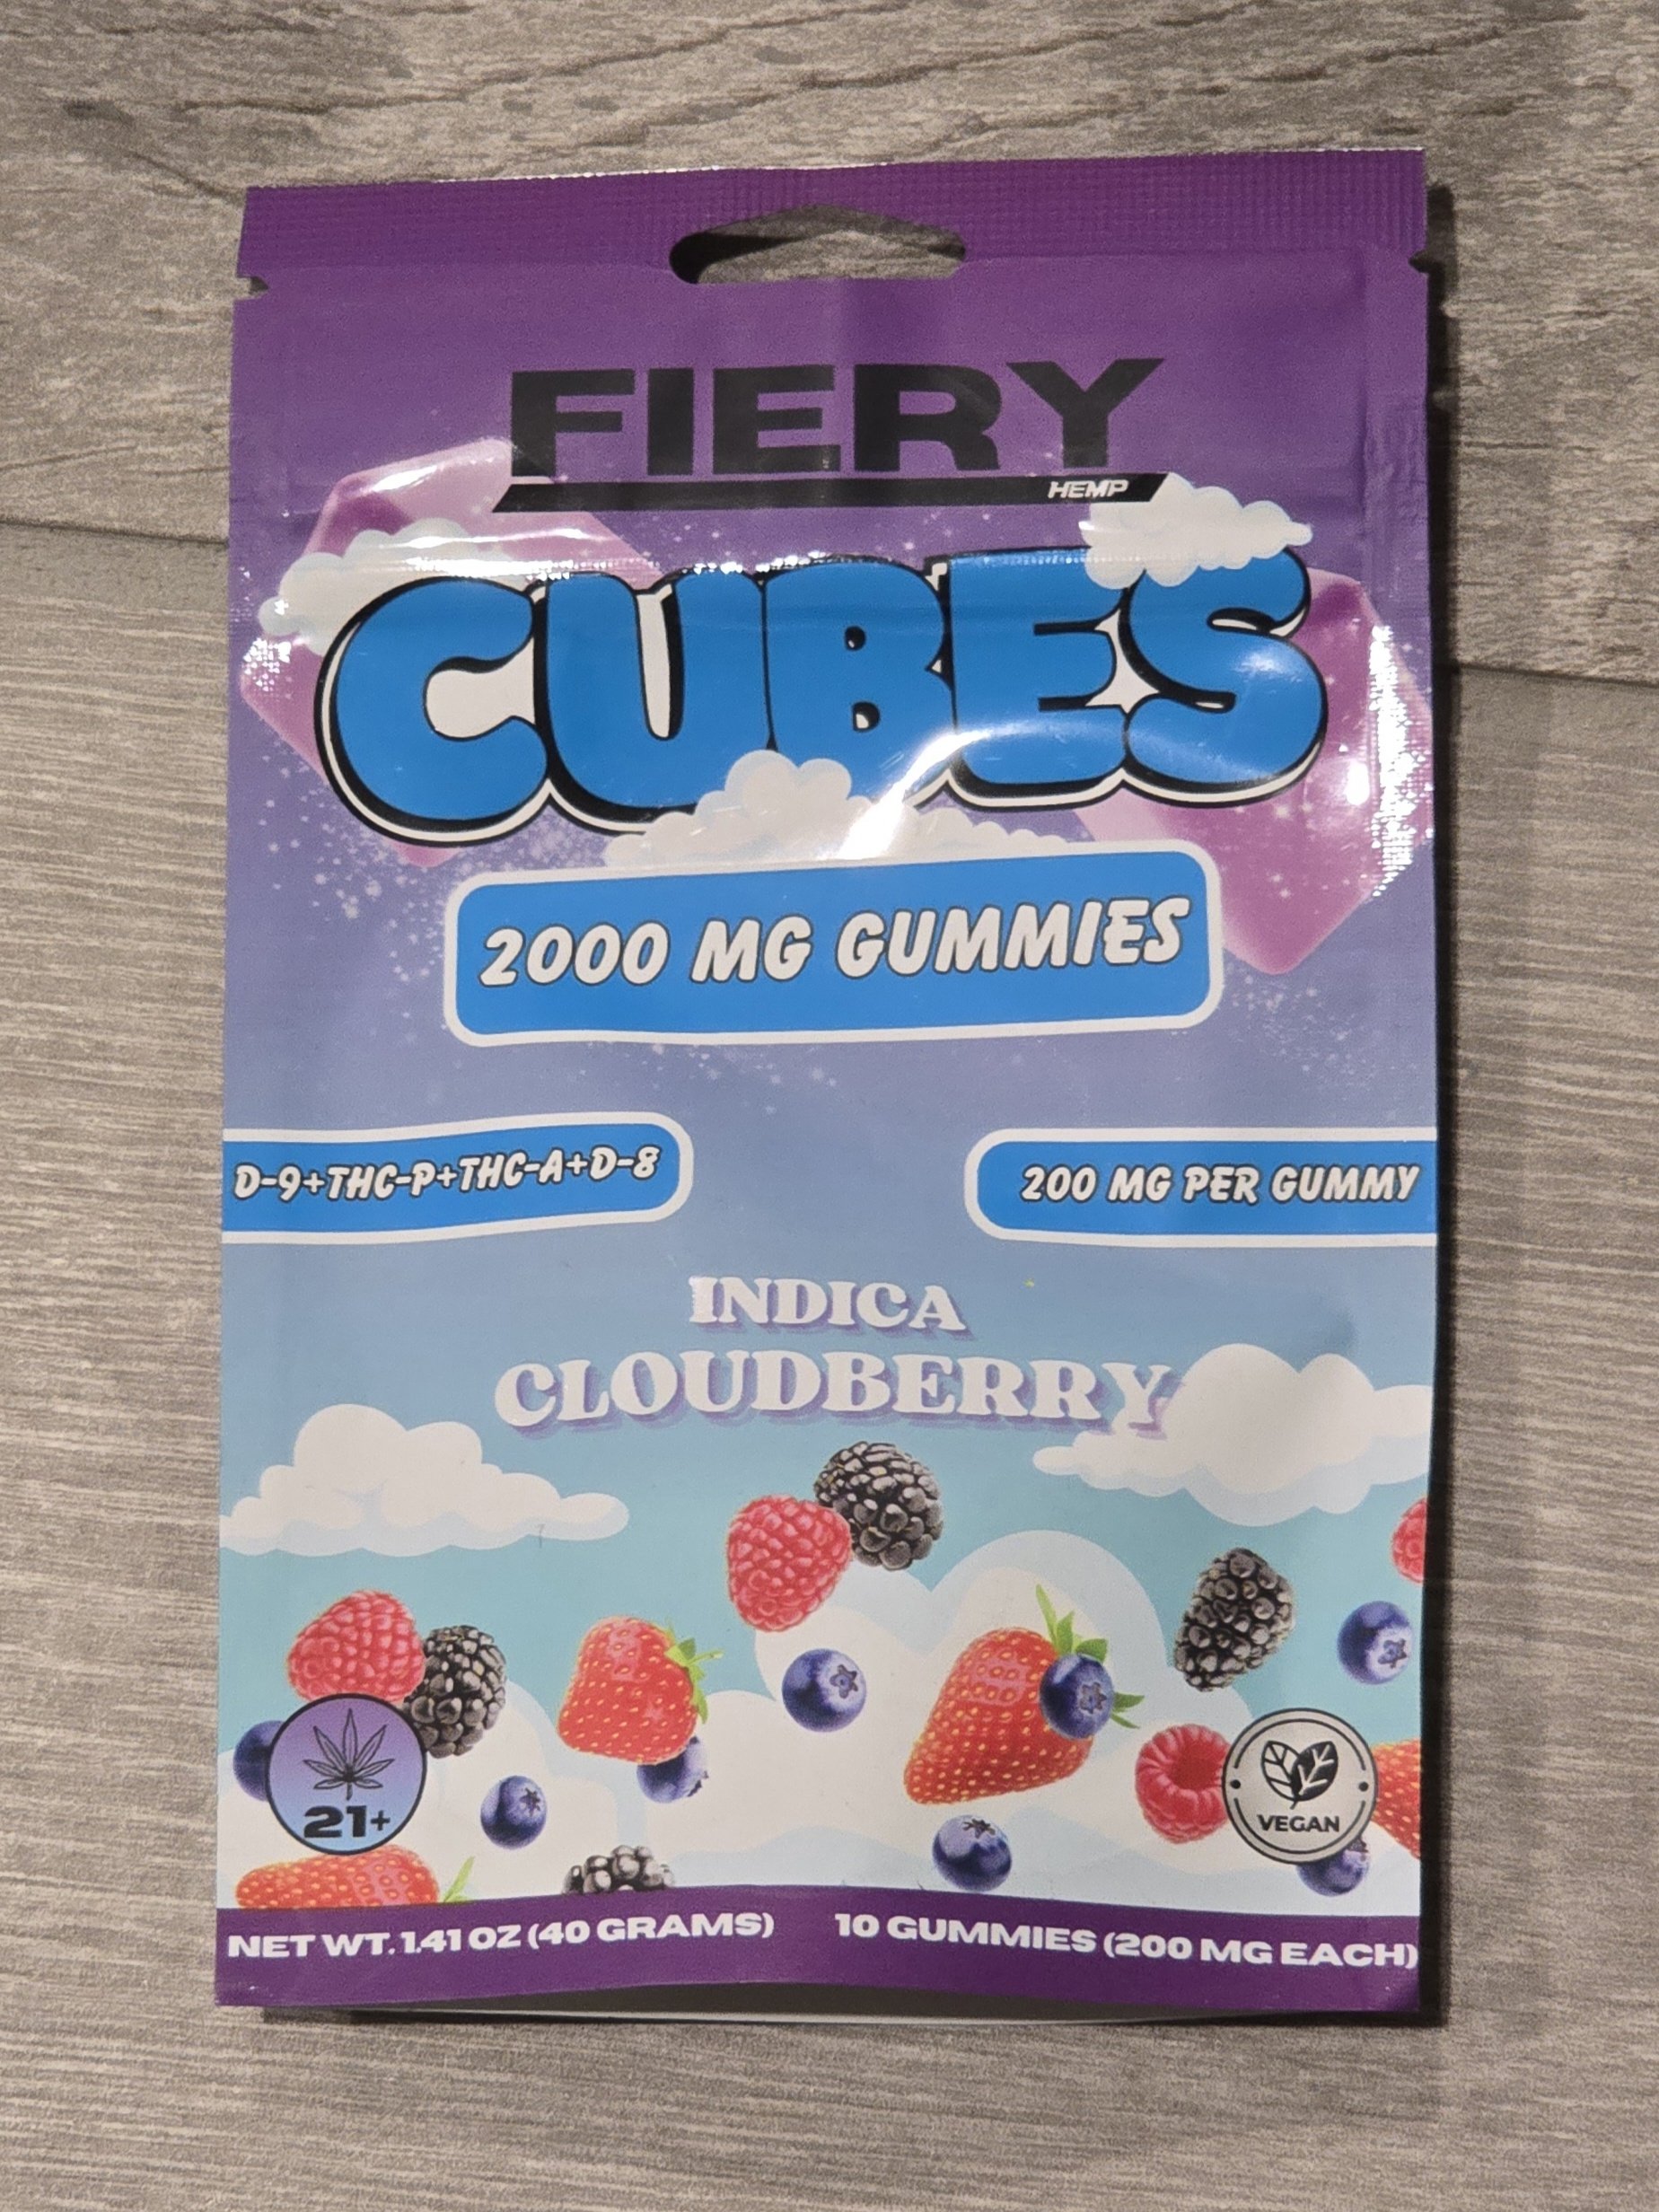 FIERY
HEMP
CUBES
2000 MG GUMMIES
D-9+THC-P+THC-A+D-8
200 MG PER GUMMY
INDICA
CLOUDBERRY
21+
VEGAN
NET WT. 1.41 OZ (40 GRAMS) 10 GUMMIES (200 MG EACH)